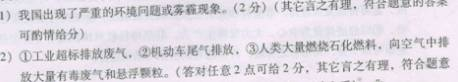 1）我国出现了严重的环境问题或雾霾现象。（2 分）（其它言之有理，符合题意的答案
可酌情给分）
2）①工业超标排放废气，②机动车尾气排放，③人类大量燃烧石化燃料，向空气中排
放大量有毒废气和悬浮颗粒。（答对任意 2 点可给 2 分，其它言之有理，符合题意